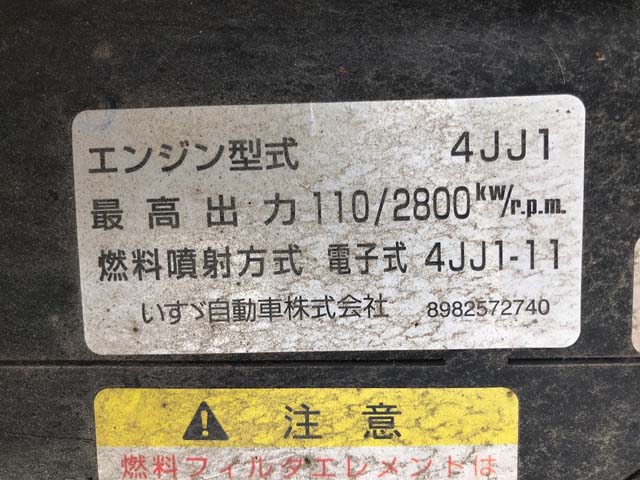 エンジン型式 4JJ1
最高出力 110/2800kw/r.p.m.
燃料噴射方式 電子式 4JJ1-11
いすゞ自動車株式会社 8982572740
注意
燃料フィルタエレメントは